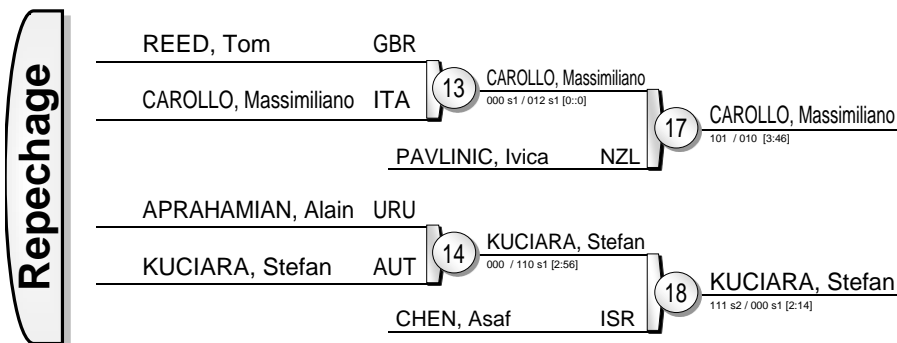 Repechage
REED, Tom GBR
CAROLLO, Massimiliano ITA
13
CAROLLO, Massimiliano
000 s1 / 012 s1 [0::0]
PAVLINIC, Ivica NZL
17
CAROLLO, Massimiliano
101 / 010 [3:46]
APRAHAMIAN, Alain URU
KUCIARA, Stefan AUT
14
KUCIARA, Stefan
000 / 110 s1 [2:56]
CHEN, Asaf ISR
18
KUCIARA, Stefan
111 s2 / 000 s1 [2:14]